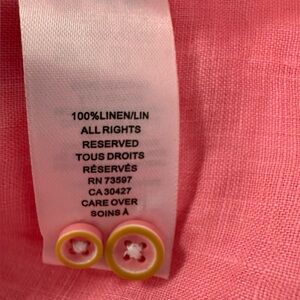 100%LINEN/LIN
ALL RIGHTS
RESERVED
TOUS DROITS
RÉSERVÉS
RN 73597
CA 30427
CARE OVER
SOINS À